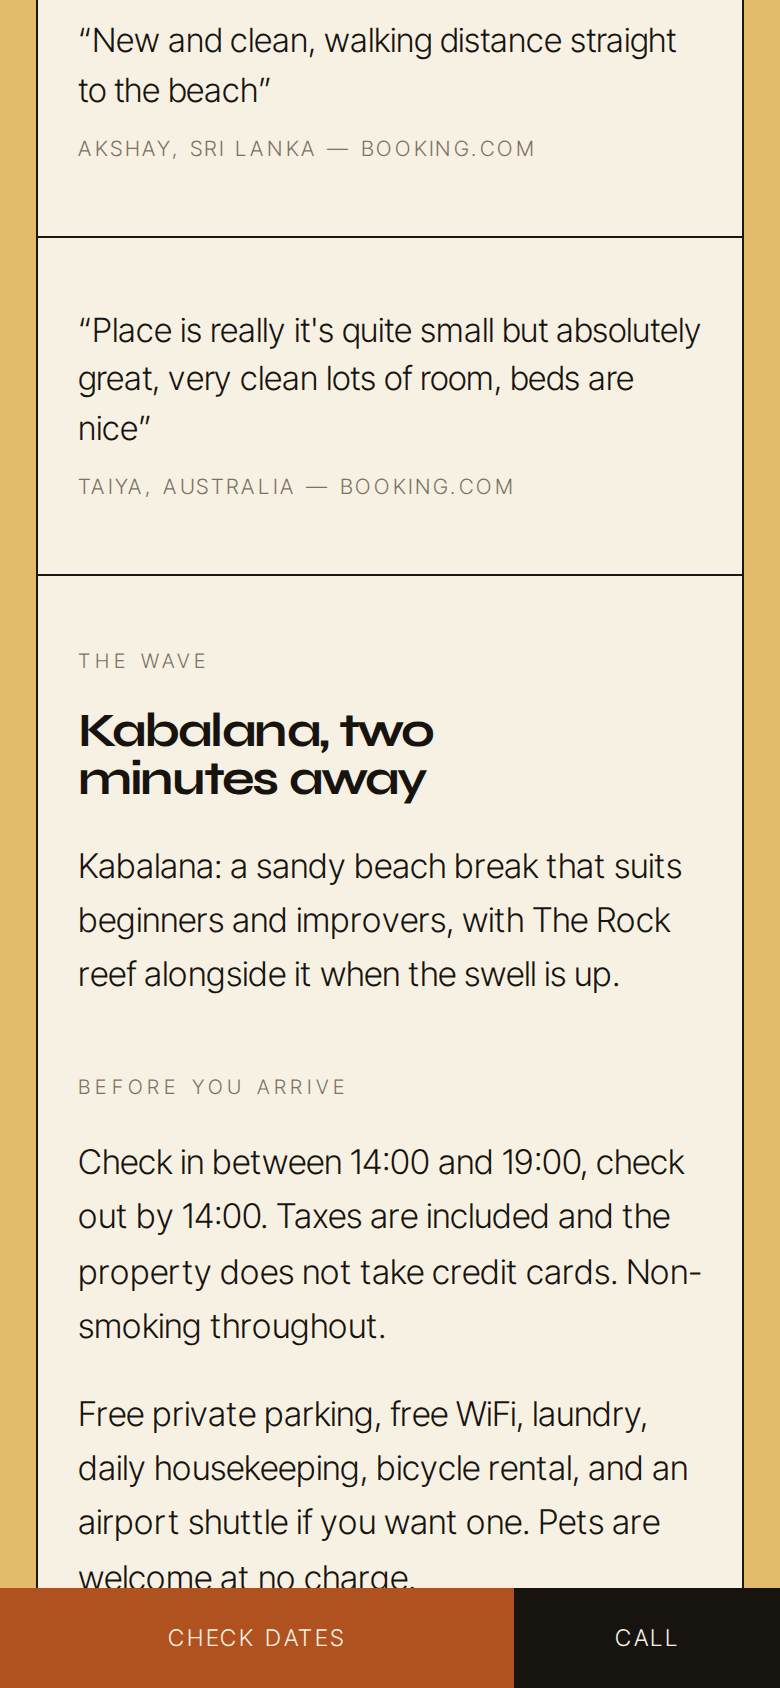 “New and clean, walking distance straight
to the beach”
AKSHAY, SRI LANKA — BOOKING.COM
“Place is really it's quite small but absolutely
great, very clean lots of room, beds are
nice”
TAIYA, AUSTRALIA — BOOKING.COM
THE WAVE
Kabalana, two
minutes away
Kabalana: a sandy beach break that suits
beginners and improvers, with The Rock
reef alongside it when the swell is up.
BEFORE YOU ARRIVE
Check in between 14:00 and 19:00, check
out by 14:00. Taxes are included and the
property does not take credit cards. Non-
smoking throughout.
Free private parking, free WiFi, laundry,
daily housekeeping, bicycle rental, and an
airport shuttle if you want one. Pets are
welcome at no charge.
CHECK DATES
CALL